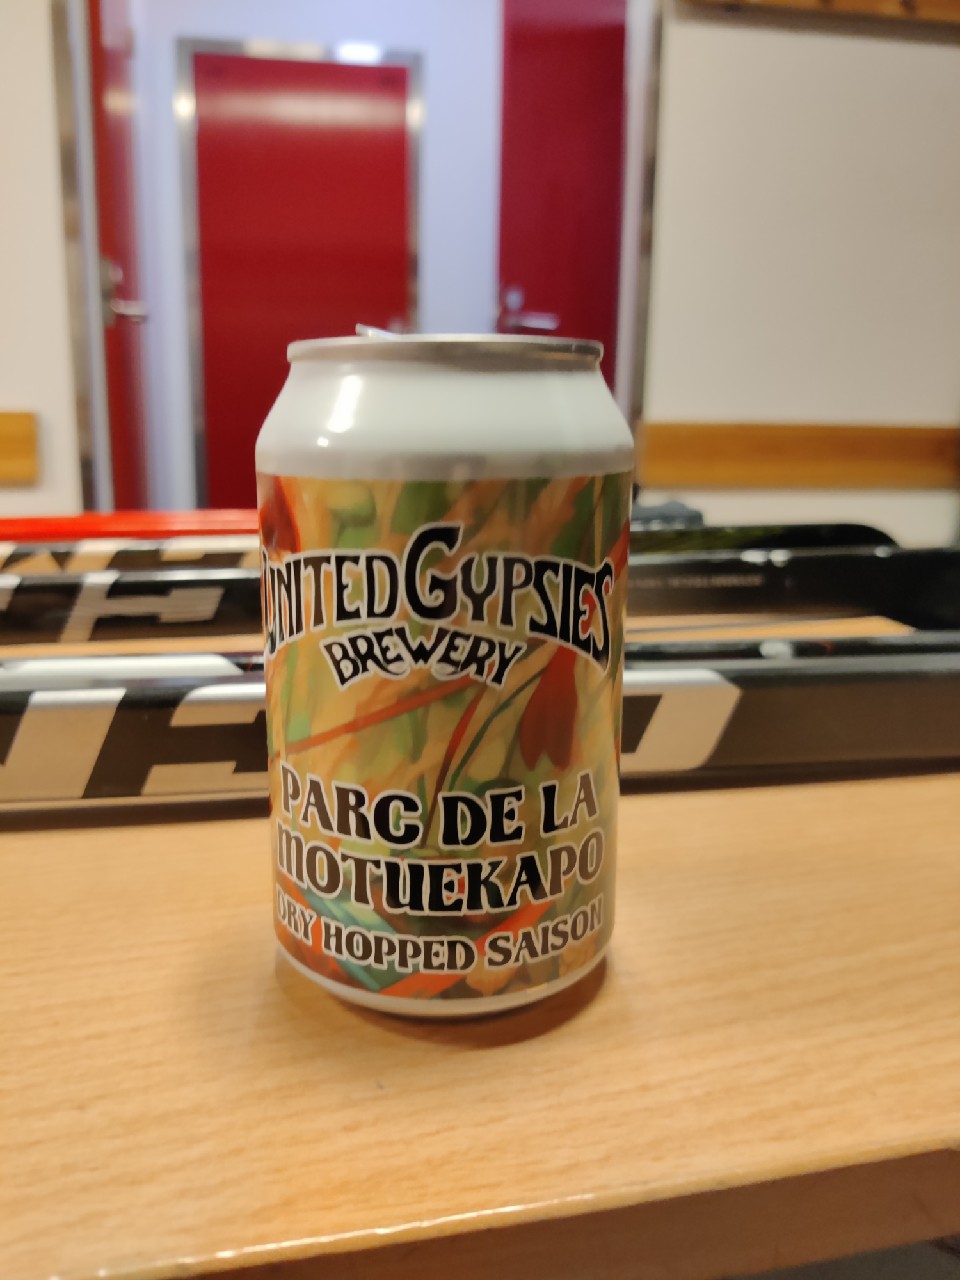 UNITED GYPSIES
BREWERY
PARC DE LA
MOTUEKAPO
DRY HOPPED SAISON